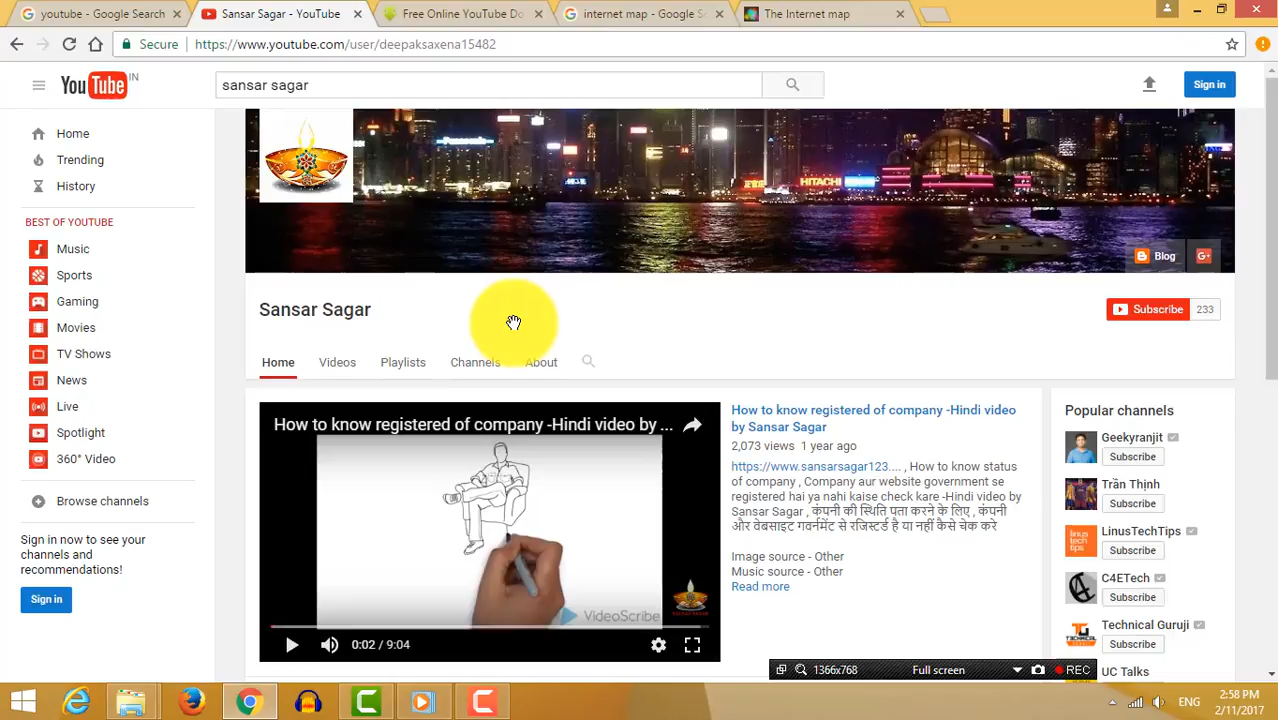 youtube - Google Search
Sansar Sagar - YouTube
Free Online YouTube Do
internet map - Google S
The Internet map
Secure https://www.youtube.com/user/deepaksaxena15482
YouTube IN
sansar sagar
Sign in
Home
Trending
History
BEST OF YOUTUBE
Music
Sports
Gaming
Movies
TV Shows
News
Live
Spotlight
360° Video
Browse channels
Sign in now to see your
channels and
recommendations!
Sign in
HITACHI
Blog
G+
Sansar Sagar
Subscribe 233
Home Videos Playlists Channels About
How to know registered of company -Hindi video by ...
VideoScribe
0:02 / 9:04
How to know registered of company -Hindi video
by Sansar Sagar
2,073 views 1 year ago
https://www.sansarsagar123.... , How to know status
of company , Company aur website government se
registered hai ya nahi kaise check kare -Hindi video by
Sansar Sagar , कंपनी की स्थिति पता करने के लिए , कंपनी
और वेबसाइट गवर्नमेंट से रजिस्टर्ड है या नहीं कैसे चेक करे
Image source - Other
Music source - Other
Read more
Popular channels
Geekyranjit
Subscribe
Trần Thịnh
Subscribe
linus tech tips
LinusTechTips
Subscribe
C4ETech
Subscribe
Technical Guruji
Subscribe
UC Talks
1366x768 Full screen REC
ENG
2:58 PM
2/11/2017